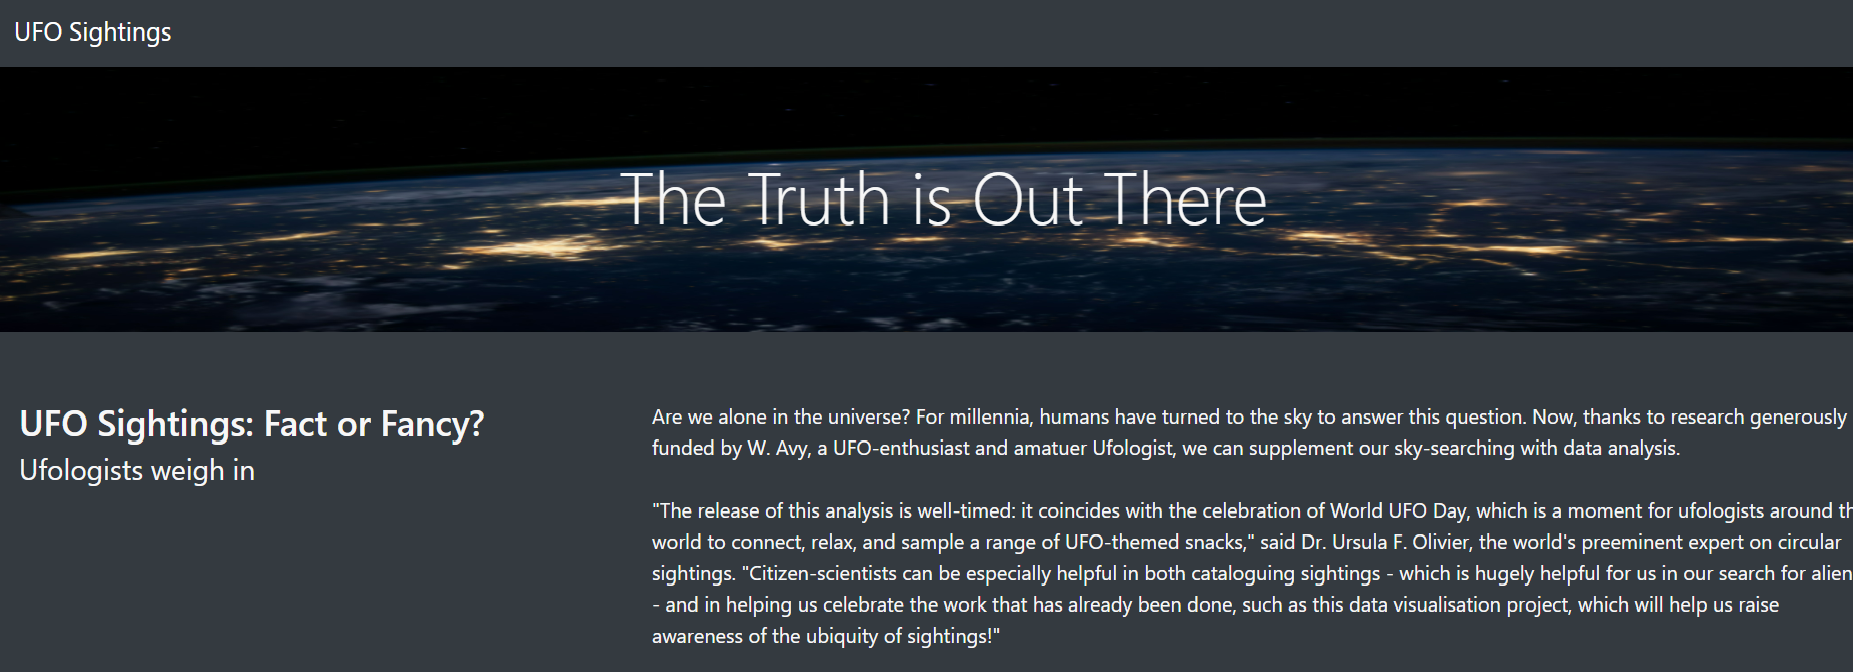 UFO Sightings
The Truth is Out There
UFO Sightings: Fact or Fancy?
Ufologists weigh in
Are we alone in the universe? For millennia, humans have turned to the sky to answer this question. Now, thanks to research generously
funded by W. Avy, a UFO-enthusiast and amatuer Ufologist, we can supplement our sky-searching with data analysis.
"The release of this analysis is well-timed: it coincides with the celebration of World UFO Day, which is a moment for ufologists around th
world to connect, relax, and sample a range of UFO-themed snacks," said Dr. Ursula F. Olivier, the world's preeminent expert on circular
sightings. "Citizen-scientists can be especially helpful in both cataloguing sightings - which is hugely helpful for us in our search for alien
- and in helping us celebrate the work that has already been done, such as this data visualisation project, which will help us raise
awareness of the ubiquity of sightings!"